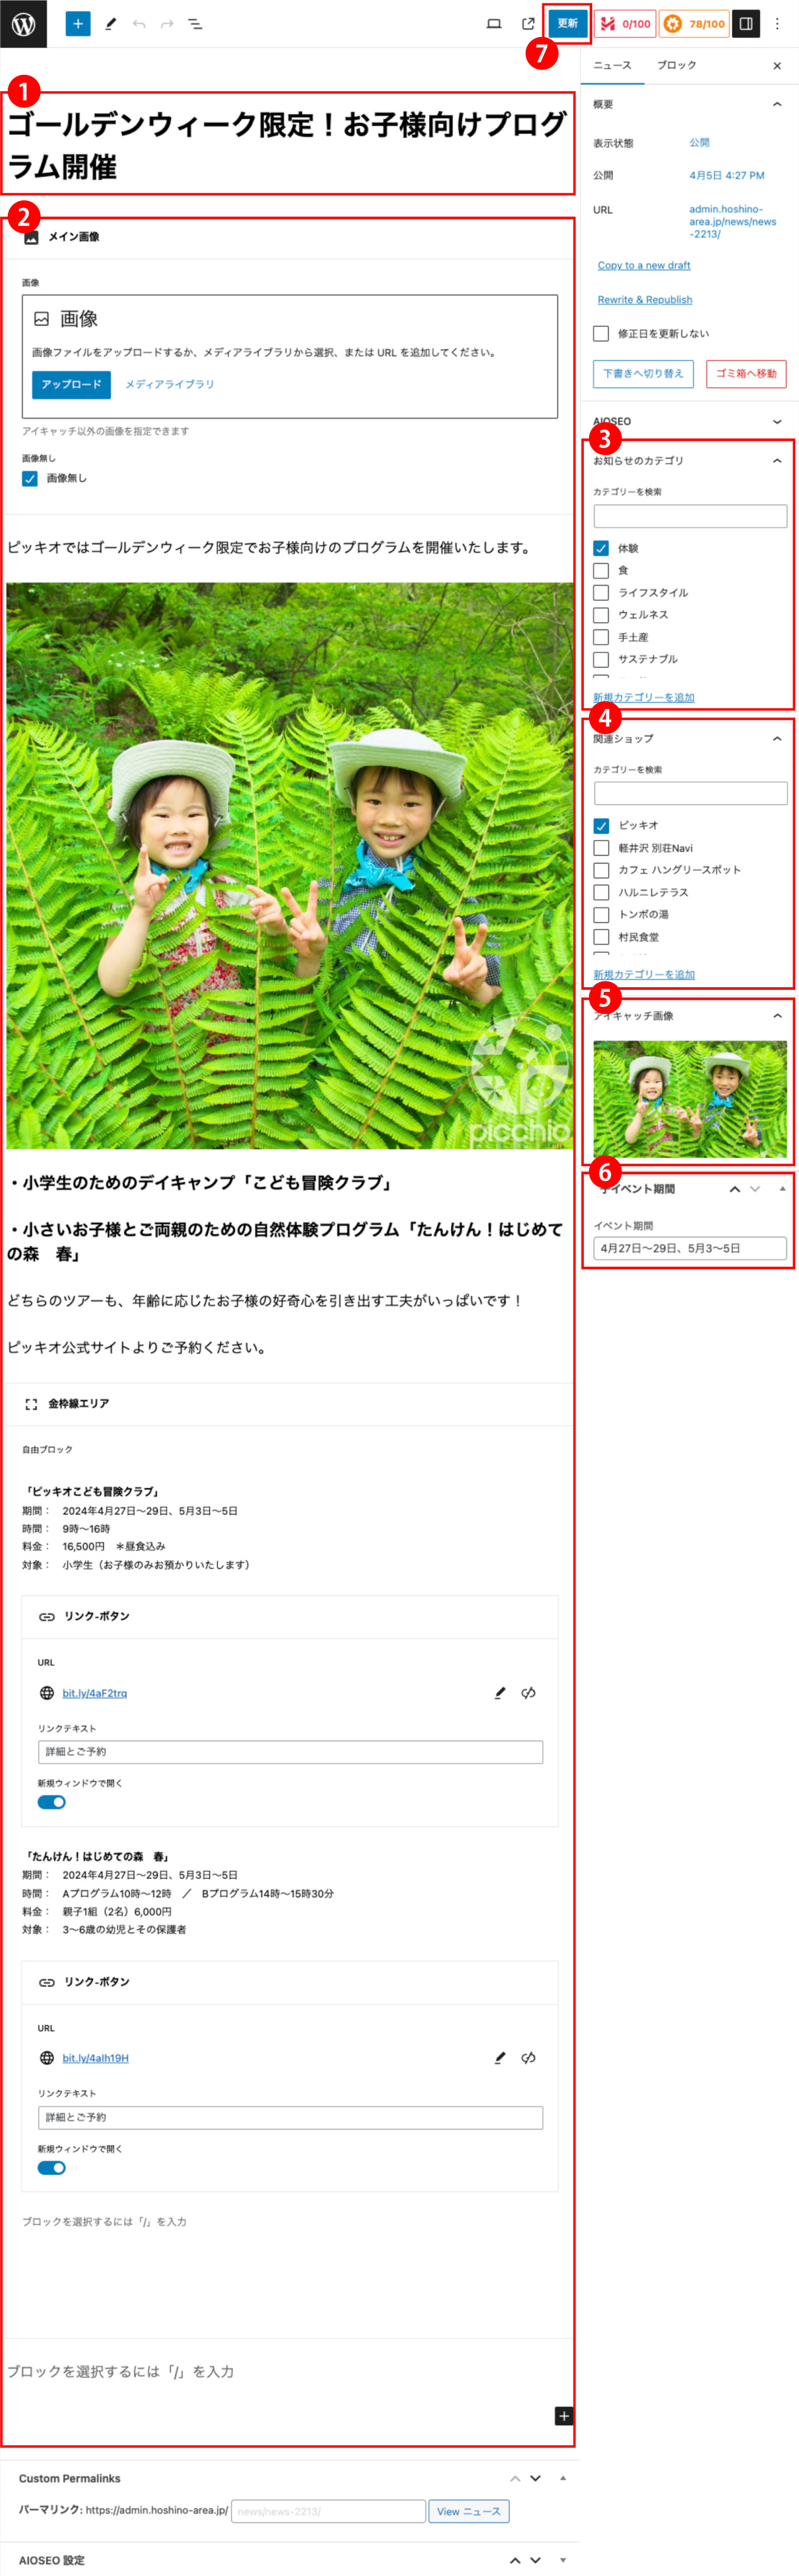 更新
0/100
78/100
7
ニュース ブロック
1
ゴールデンウィーク限定！お子様向けプログ
ラム開催
概要
表示状態 公開
公開 4月5日 4:27 PM
URL admin.hoshino-
area.jp/news/news
-2213/
Copy to a new draft
Rewrite & Republish
修正日を更新しない
下書きへ切り替え ゴミ箱へ移動
AIOSEO
2
メイン画像
画像
画像
画像ファイルをアップロードするか、メディアライブラリから選択、または URL を追加してください。
アップロード メディアライブラリ
アイキャッチ以外の画像を指定できます
画像無し
画像無し
ピッキオではゴールデンウィーク限定でお子様向けのプログラムを開催いたします。
picchio
・小学生のためのデイキャンプ「こども冒険クラブ」
・小さいお子様とご両親のための自然体験プログラム「たんけん！はじめて
の森　春」
どちらのツアーも、年齢に応じたお子様の好奇心を引き出す工夫がいっぱいです！
ピッキオ公式サイトよりご予約ください。
金枠線エリア
自由ブロック
「ピッキオこども冒険クラブ」
期間： 2024年4月27日〜29日、5月3日〜5日
時間： 9時〜16時
料金： 16,500円　＊昼食込み
対象： 小学生（お子様のみお預かりいたします）
リンク-ボタン
URL
bit.ly/4aF2trq
リンクテキスト
詳細とご予約
新規ウィンドウで開く
「たんけん！はじめての森　春」
期間： 2024年4月27日〜29日、5月3日〜5日
時間： Aプログラム10時〜12時　／　Bプログラム14時〜15時30分
料金： 親子1組（2名）6,000円
対象： 3〜6歳の幼児とその保護者
リンク-ボタン
URL
bit.ly/4alh19H
リンクテキスト
詳細とご予約
新規ウィンドウで開く
ブロックを選択するには「/」を入力
ブロックを選択するには「/」を入力
3
お知らせのカテゴリ
カテゴリーを検索
体験
食
ライフスタイル
ウェルネス
手土産
サステナブル
新規カテゴリーを追加
4
関連ショップ
カテゴリーを検索
ピッキオ
軽井沢 別荘Navi
カフェ ハングリースポット
ハルニレテラス
トンボの湯
村民食堂
新規カテゴリーを追加
5
アイキャッチ画像
6
イベント期間
イベント期間
4月27日〜29日、5月3〜5日
Custom Permalinks
パーマリンク: https://admin.hoshino-area.jp/ news/news-2213/ View ニュース
AIOSEO 設定